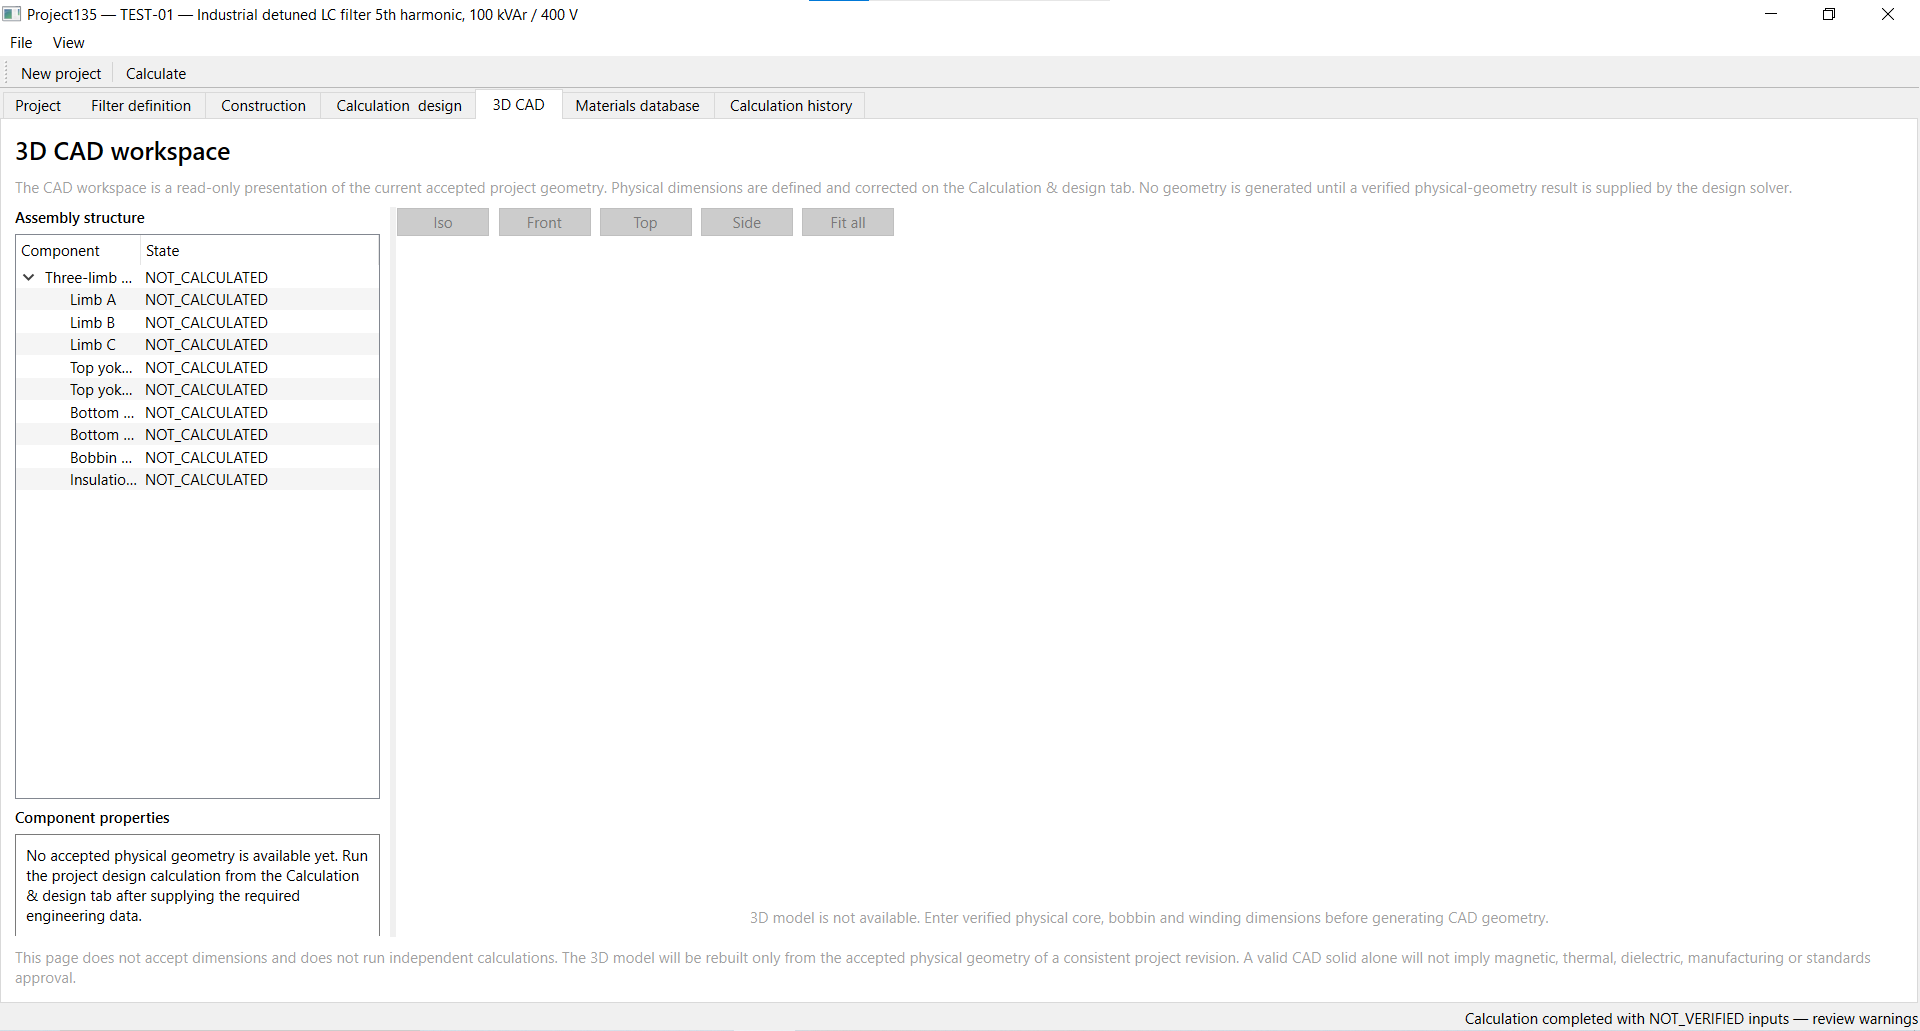 Project135 — TEST-01 — Industrial detuned LC filter 5th harmonic, 100 kVAr / 400 V
File View
New project Calculate
Project Filter definition Construction Calculation design 3D CAD Materials database Calculation history
3D CAD workspace
The CAD workspace is a read-only presentation of the current accepted project geometry. Physical dimensions are defined and corrected on the Calculation & design tab. No geometry is generated until a verified physical-geometry result is supplied by the design solver.
Assembly structure
Iso Front Top Side Fit all
Component State
Three-limb ... NOT_CALCULATED
Limb A NOT_CALCULATED
Limb B NOT_CALCULATED
Limb C NOT_CALCULATED
Top yok... NOT_CALCULATED
Top yok... NOT_CALCULATED
Bottom ... NOT_CALCULATED
Bottom ... NOT_CALCULATED
Bobbin ... NOT_CALCULATED
Insulatio... NOT_CALCULATED
Component properties
No accepted physical geometry is available yet. Run
the project design calculation from the Calculation
& design tab after supplying the required
engineering data.
3D model is not available. Enter verified physical core, bobbin and winding dimensions before generating CAD geometry.
This page does not accept dimensions and does not run independent calculations. The 3D model will be rebuilt only from the accepted physical geometry of a consistent project revision. A valid CAD solid alone will not imply magnetic, thermal, dielectric, manufacturing or standards
approval.
Calculation completed with NOT_VERIFIED inputs — review warnings